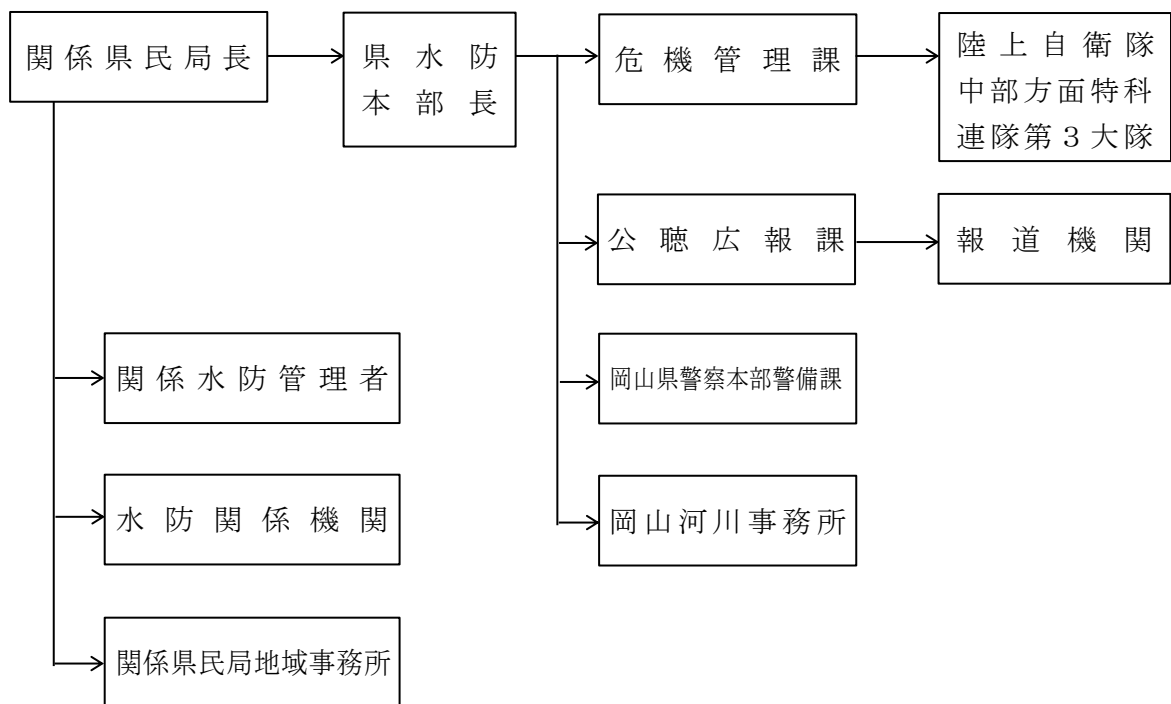 関係県民局長
県水防
本部長
危機管理課
陸上自衛隊
中部方面特科
連隊第３大隊
公聴広報課
報道機関
関係水防管理者
岡山県警察本部警備課
水防関係機関
岡山河川事務所
関係県民局地域事務所